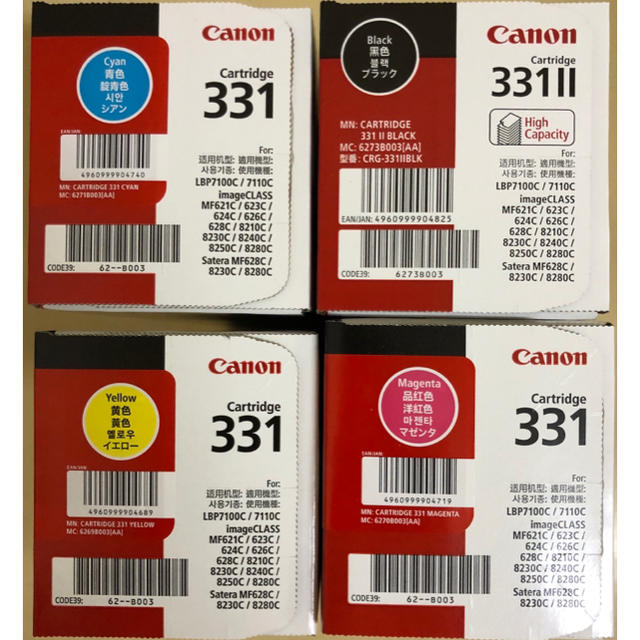 Cyan
青色
靛青色
시안
シアン
Canon
Cartridge
331
EAN/JAN:
4960999904740
MN: CARTRIDGE 331 CYAN
MC: 6271B003[AA]
For:
适用机型: 適用機型:
사용기종: 使用機種:
LBP7100C / 7110C
imageCLASS
MF621C / 623C /
624C / 626C /
628C / 8210C /
8230C / 8240C /
8250C / 8280C
Satera MF628C /
8230C / 8280C
CODE39:
62--B003
Black
黑色
블랙
ブラック
Canon
Cartridge
331II
High
Capacity
MN: CARTRIDGE
331 II BLACK
MC: 6273B003[AA]
型番: CRG-331IIBLK
EAN/JAN: 4960999904825
For:
适用机型: 適用機型:
사용기종: 使用機種:
LBP7100C / 7110C
imageCLASS
MF621C / 623C /
624C / 626C /
628C / 8210C /
8230C / 8240C /
8250C / 8280C
Satera MF628C /
8230C / 8280C
CODE39:
6273B003
Yellow
黄色
黃色
옐로우
イエロー
Canon
Cartridge
331
EAN/JAN:
4960999904689
MN: CARTRIDGE 331 YELLOW
MC: 6269B003[AA]
For:
适用机型: 適用機型:
사용기종: 使用機種:
LBP7100C / 7110C
imageCLASS
MF621C / 623C /
624C / 626C /
628C / 8210C /
8230C / 8240C /
8250C / 8280C
Satera MF628C /
8230C / 8280C
CODE39:
62--B003
Magenta
品红色
洋紅色
마젠타
マゼンタ
Canon
Cartridge
331
EAN/JAN:
4960999904719
MN: CARTRIDGE 331 MAGENTA
MC: 6270B003[AA]
For:
适用机型: 適用機型:
사용기종: 使用機種:
LBP7100C / 7110C
imageCLASS
MF621C / 623C /
624C / 626C /
628C / 8210C /
8230C / 8240C /
8250C / 8280C
Satera MF628C /
8230C / 8280C
CODE39:
62--B003